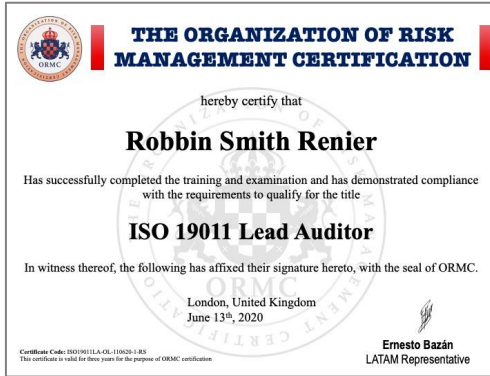 THE ORGANIZATION OF RISK
MANAGEMENT CERTIFICATION
ORMC
hereby certify that
Robbin Smith Renier
Has successfully completed the training and examination and has demonstrated compliance
with the requirements to qualify for the title
ISO 19011 Lead Auditor
In witness thereof, the following has affixed their signature hereto, with the seal of ORMC.
ORMC
London, United Kingdom
June 13th, 2020
Ernesto Bazán
LATAM Representative
Certificate Code: ISO19011LA-OL-110620-1-RS
This certificate is valid for three years for the purpose of ORMC certification